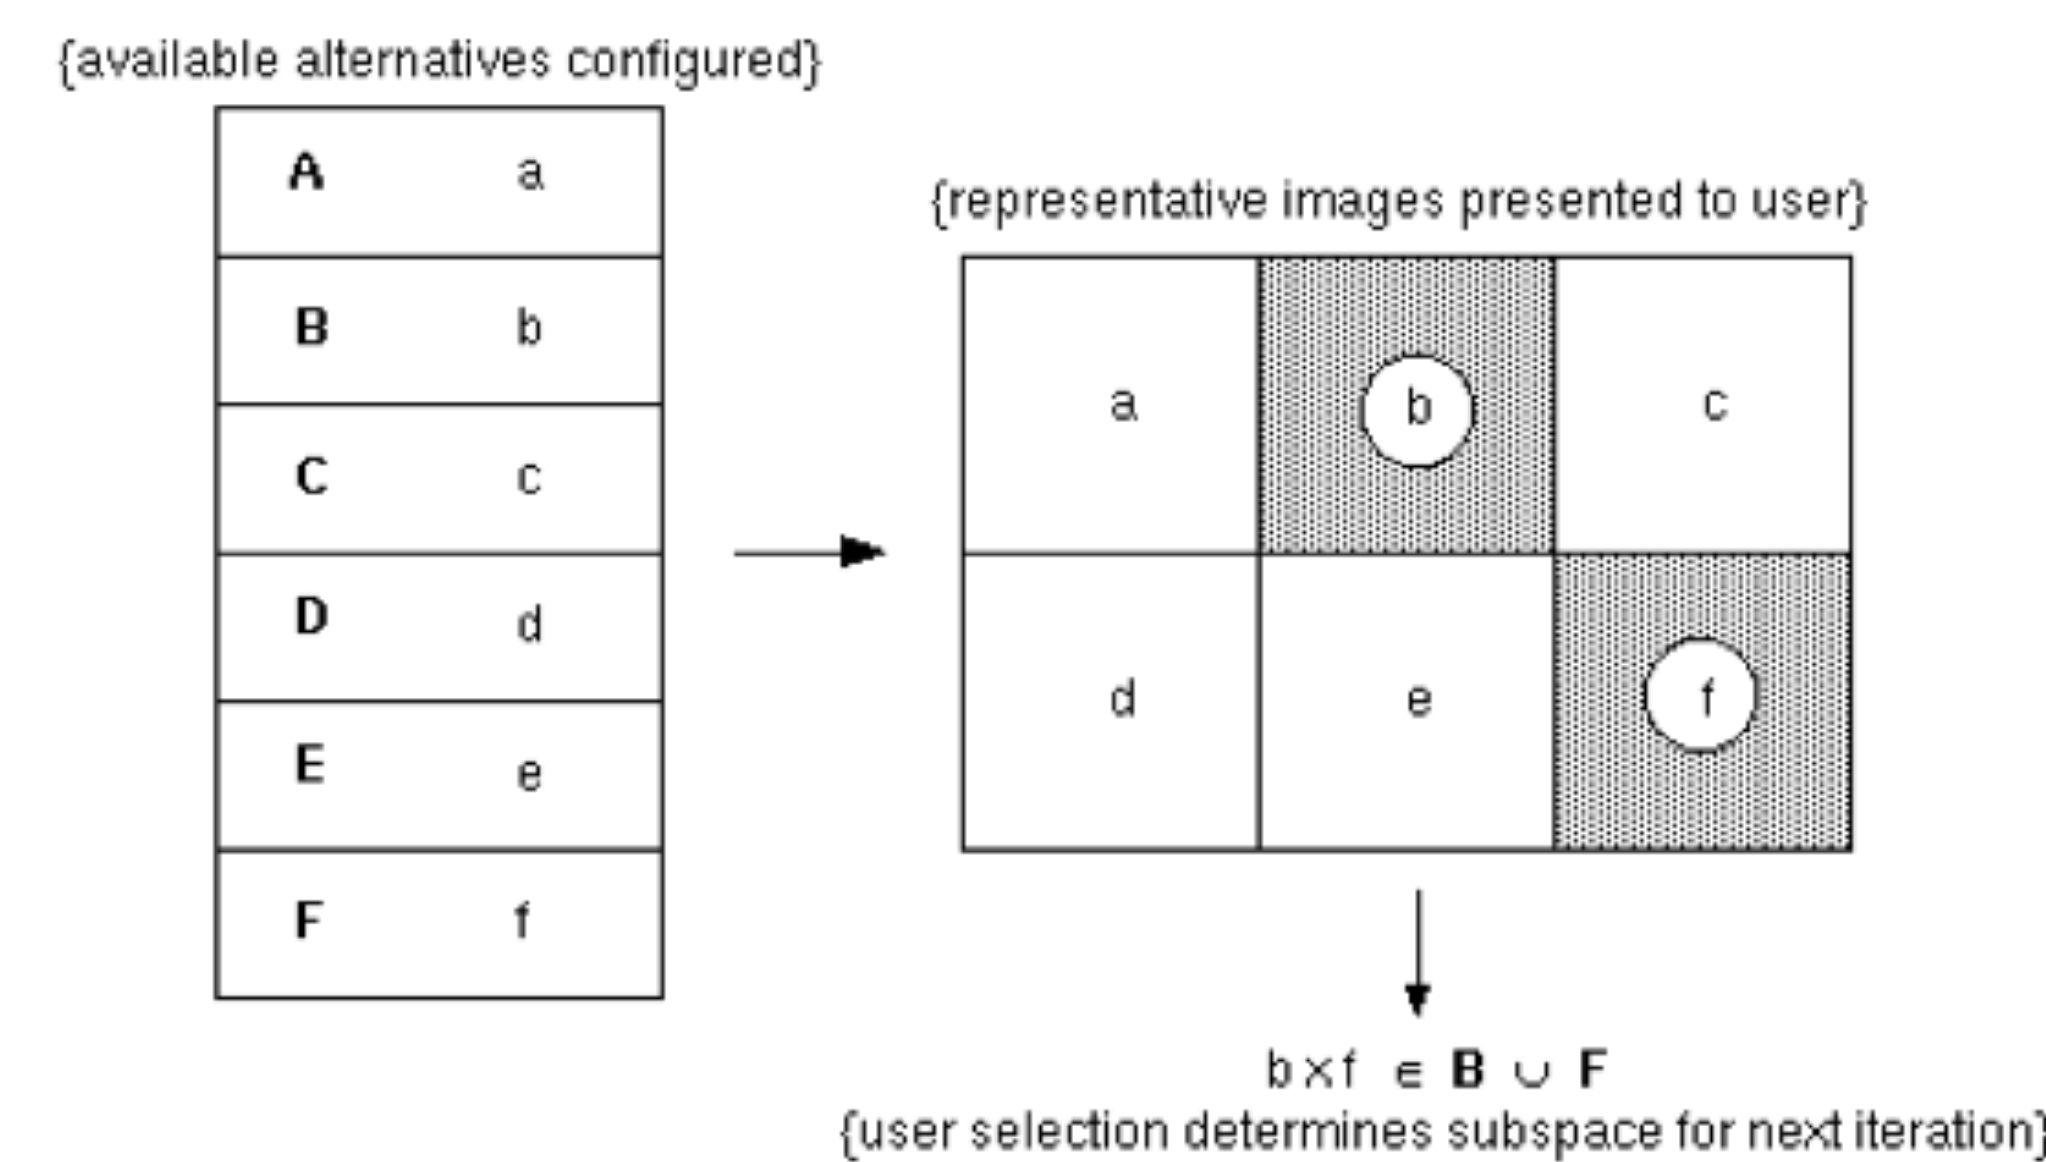 {available alternatives configured}
A a
B b
C c
D d
E e
F f
{representative images presented to user}
a b c
d e f
b x f ∈ B ∪ F
{user selection determines subspace for next iteration}